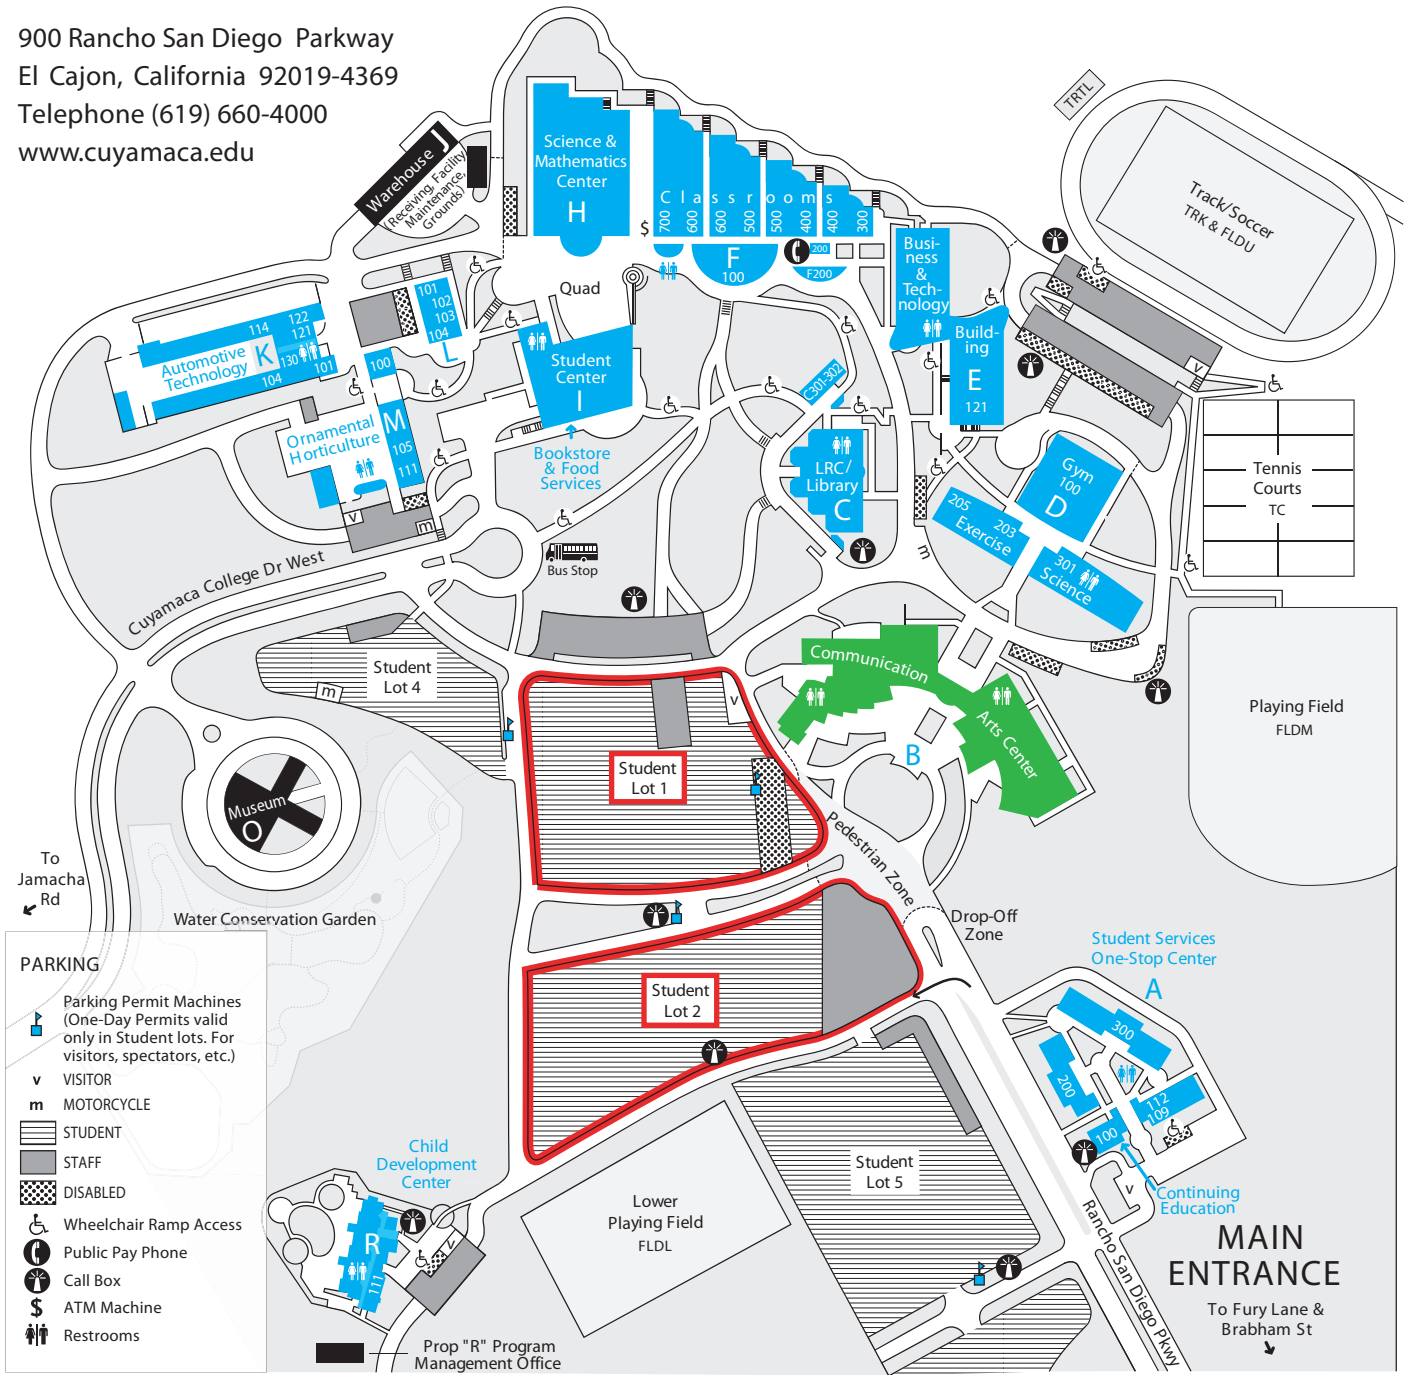 900 Rancho San Diego Parkway
El Cajon, California 92019-4369
Telephone (619) 660-4000
www.cuyamaca.edu
TRTL
Track/Soccer
TRK & FLDU
Warehouse J
(Receiving, Facility
Maintenance,
Grounds)
Science &
Mathematics
Center
H
Classrooms
700
600
600
500
500
400
400
300
$
F
100
200
F200
Quad
Busi-
ness
&
Tech-
nology
Build-
ing
E
121
101
102
103
104
L
114
122
121
Automotive
Technology
K
130
104
101
100
M
105
111
Ornamental
Horticulture
v
m
Student
Center
I
Bookstore
& Food
Services
C301-302
LRC/
Library
C
v
Gym
100
D
205
203
Exercise
301
Science
m
Tennis
Courts
TC
Bus Stop
Cuyamaca College Dr West
Student
Lot 4
m
v
Student
Lot 1
Communication
Arts Center
B
Playing Field
FLDM
Museum
O
To
Jamacha
Rd
Water Conservation Garden
Pedestrian Zone
Drop-Off
Zone
Student Services
One-Stop Center
A
300
200
112
109
100
v
Continuing
Education
Student
Lot 2
Student
Lot 5
Lower
Playing Field
FLDL
Child
Development
Center
R
111
v
Rancho San Diego Pkwy
MAIN
ENTRANCE
To Fury Lane &
Brabham St
Prop "R" Program
Management Office
PARKING
Parking Permit Machines
(One-Day Permits valid
only in Student lots. For
visitors, spectators, etc.)
v VISITOR
m MOTORCYCLE
STUDENT
STAFF
DISABLED
Wheelchair Ramp Access
Public Pay Phone
Call Box
$ ATM Machine
Restrooms